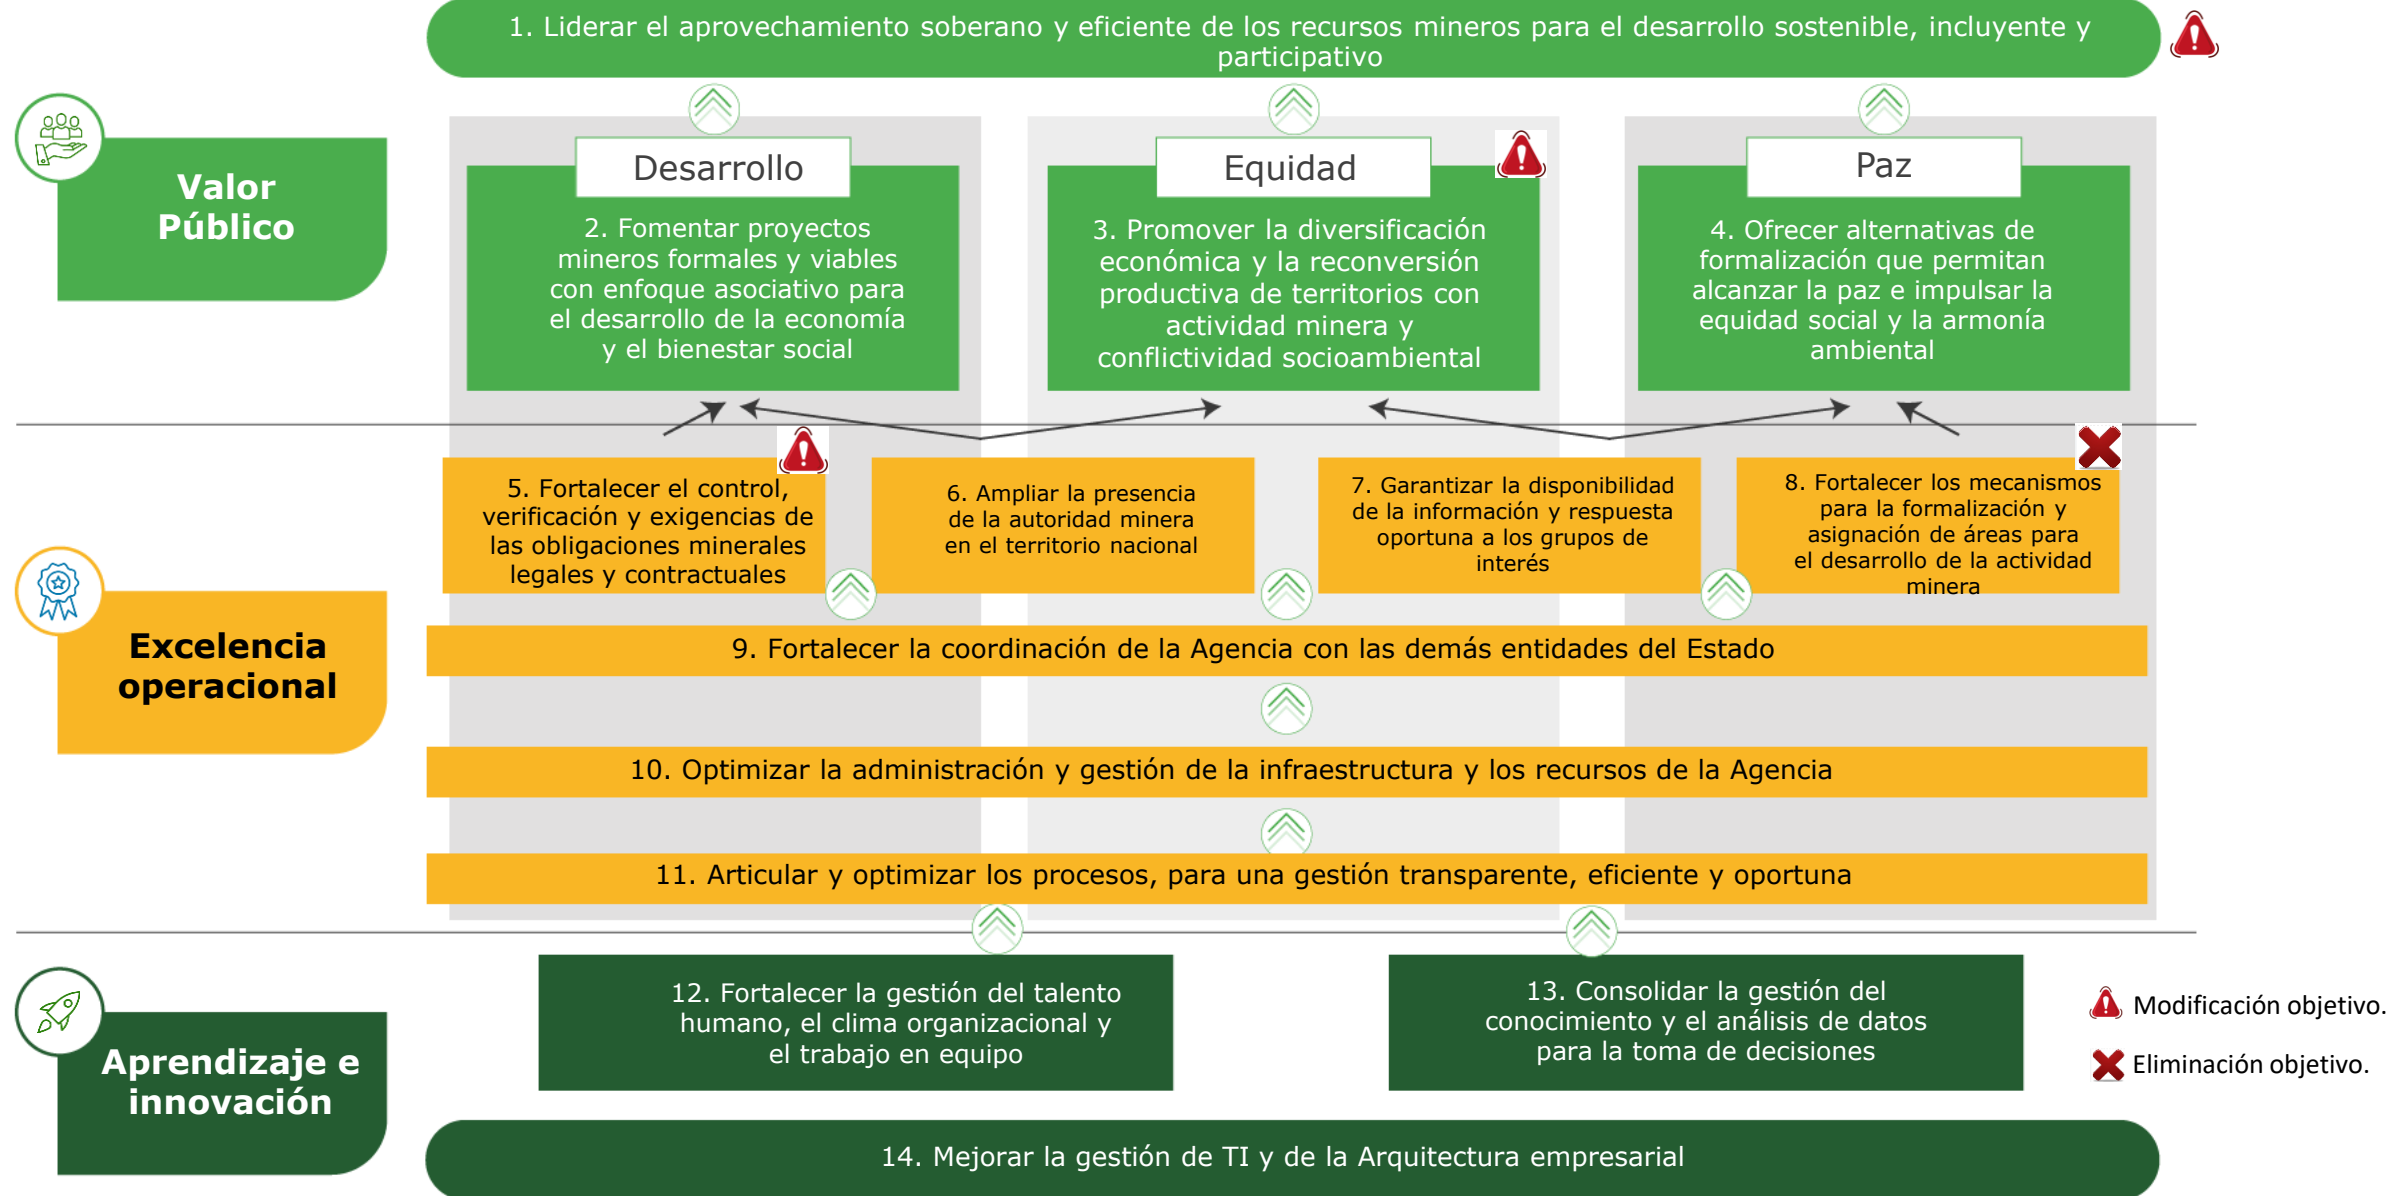 1. Liderar el aprovechamiento soberano y eficiente de los recursos mineros para el desarrollo sostenible, incluyente y
participativo
Valor
Público
Desarrollo
2. Fomentar proyectos
mineros formales y viables
con enfoque asociativo para
el desarrollo de la economía
y el bienestar social
Equidad
3. Promover la diversificación
económica y la reconversión
productiva de territorios con
actividad minera y
conflictividad socioambiental
Paz
4. Ofrecer alternativas de
formalización que permitan
alcanzar la paz e impulsar la
equidad social y la armonía
ambiental
Excelencia
operacional
5. Fortalecer el control,
verificación y exigencias de
las obligaciones minerales
legales y contractuales
6. Ampliar la presencia
de la autoridad minera
en el territorio nacional
7. Garantizar la disponibilidad
de la información y respuesta
oportuna a los grupos de
interés
8. Fortalecer los mecanismos
para la formalización y
asignación de áreas para
el desarrollo de la actividad
minera
9. Fortalecer la coordinación de la Agencia con las demás entidades del Estado
10. Optimizar la administración y gestión de la infraestructura y los recursos de la Agencia
11. Articular y optimizar los procesos, para una gestión transparente, eficiente y oportuna
Aprendizaje e
innovación
12. Fortalecer la gestión del talento
humano, el clima organizacional y
el trabajo en equipo
13. Consolidar la gestión del
conocimiento y el análisis de datos
para la toma de decisiones
14. Mejorar la gestión de TI y de la Arquitectura empresarial
Modificación objetivo.
Eliminación objetivo.